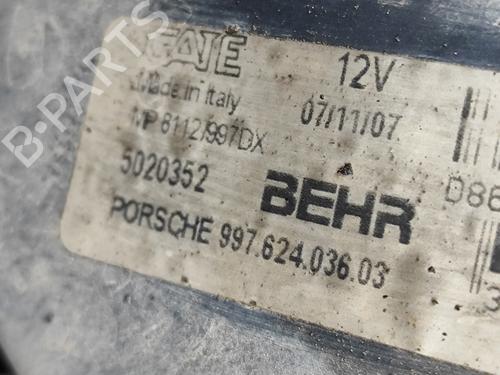 GATE 12V
Made in Italy 07/11/07
MP 8112/997DX
5020352 BEHR D88
PORSCHE 997.624.036.03
B-Parts